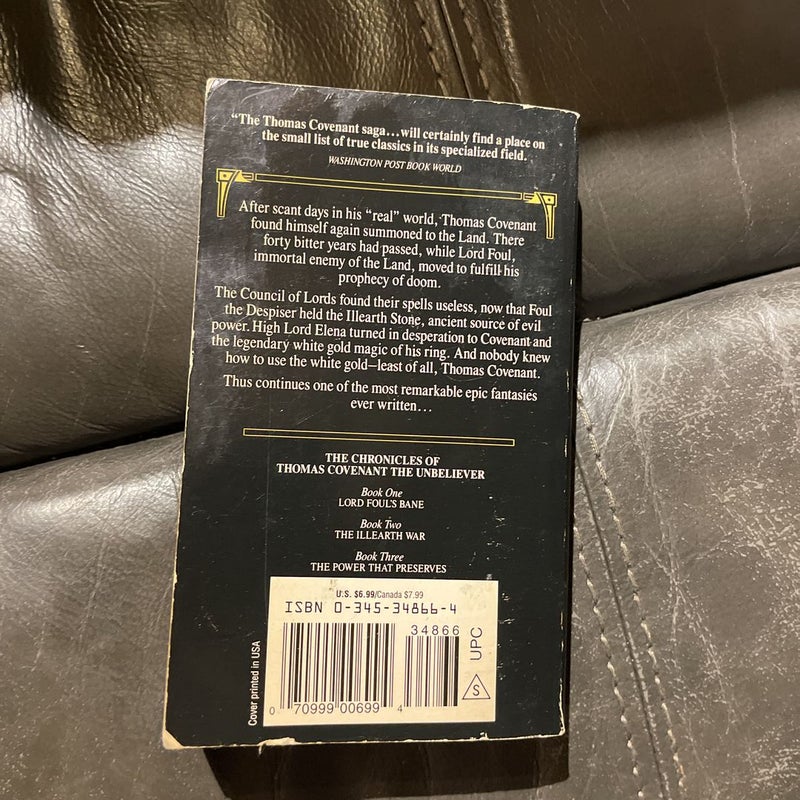 “The Thomas Covenant saga...will certainly find a place on
the small list of true classics in its specialized field.
WASHINGTON POST BOOK WORLD
After scant days in his “real” world, Thomas Covenant
found himself again summoned to the Land. There
forty bitter years had passed, while Lord Foul,
immortal enemy of the Land, moved to fulfill his
prophecy of doom.
The Council of Lords found their spells useless, now that Foul
the Despiser held the Illearth Stone, ancient source of evil
power. High Lord Elena turned in desperation to Covenant and
the legendary white gold magic of his ring. And nobody knew
how to use the white gold—least of all, Thomas Covenant.
Thus continues one of the most remarkable epic fantasies
ever written...
THE CHRONICLES OF
THOMAS COVENANT THE UNBELIEVER
Book One
LORD FOUL'S BANE
Book Two
THE ILLEARTH WAR
Book Three
THE POWER THAT PRESERVES
U.S. $6.99/Canada $7.99
ISBN 0-345-34866-4
34866
0 70999 00699 4
UPC
S
Cover printed in USA